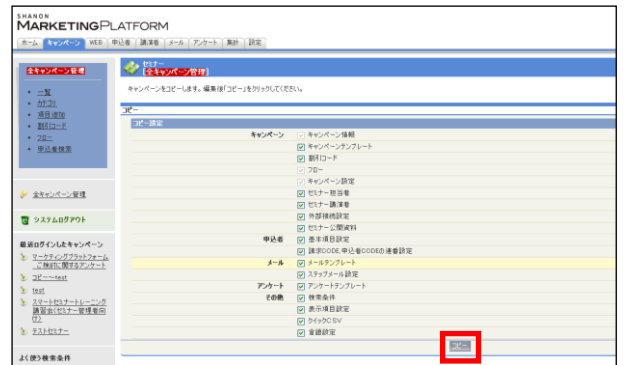 SHANON
MARKETINGPLATFORM
ホーム キャンペーン WEB 申込者 講演者 メール アンケート 集計 設定
全キャンペーン管理
一覧
カテゴリ
項目追加
割引コード
フロー
申込者検索
全キャンペーン管理
システムログアウト
最近ログインしたキャンペーン
マーケティングプラットフォーム
ご検討に関するアンケート
コピー～test
test
スマートセミナートレーニング
講習会(セミナー管理者向
け)
テストセミナー
よく使う検索条件
セミナー
[全キャンペーン管理]
キャンペーンをコピーします。編集後「コピー」をクリックしてください。
コピー
コピー設定
キャンペーン キャンペーン情報
キャンペーンテンプレート
割引コード
フロー
キャンペーン設定
セミナー担当者
セミナー講演者
外部接続設定
セミナー公開資料
申込者 基本項目設定
請求CODE,申込者CODEの連番設定
メール メールテンプレート
ステップメール設定
アンケート アンケートテンプレート
その他 検索条件
表示項目設定
クイックCSV
言語設定
コピー